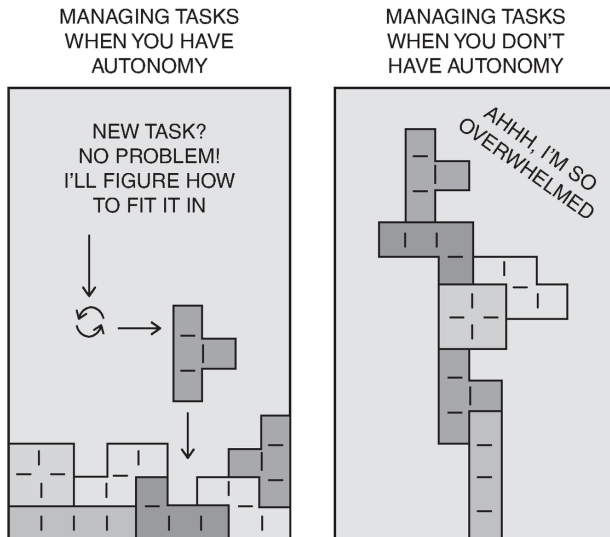 MANAGING TASKS
WHEN YOU HAVE
AUTONOMY
NEW TASK?
NO PROBLEM!
I'LL FIGURE HOW
TO FIT IT IN
MANAGING TASKS
WHEN YOU DON'T
HAVE AUTONOMY
AHHH, I'M SO
OVERWHELMED